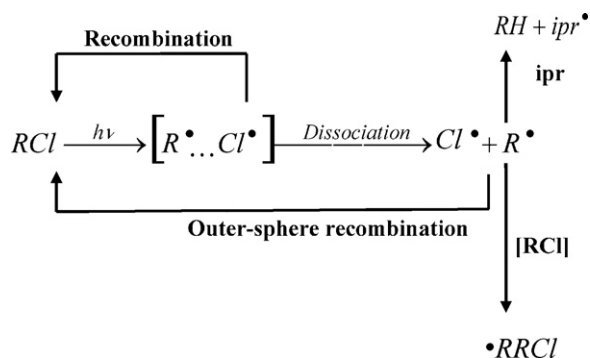 RH + ipr•
Recombination
ipr
RCl hν [R•...Cl•] Dissociation Cl• + R•
Outer-sphere recombination
[RCl]
•RRCl